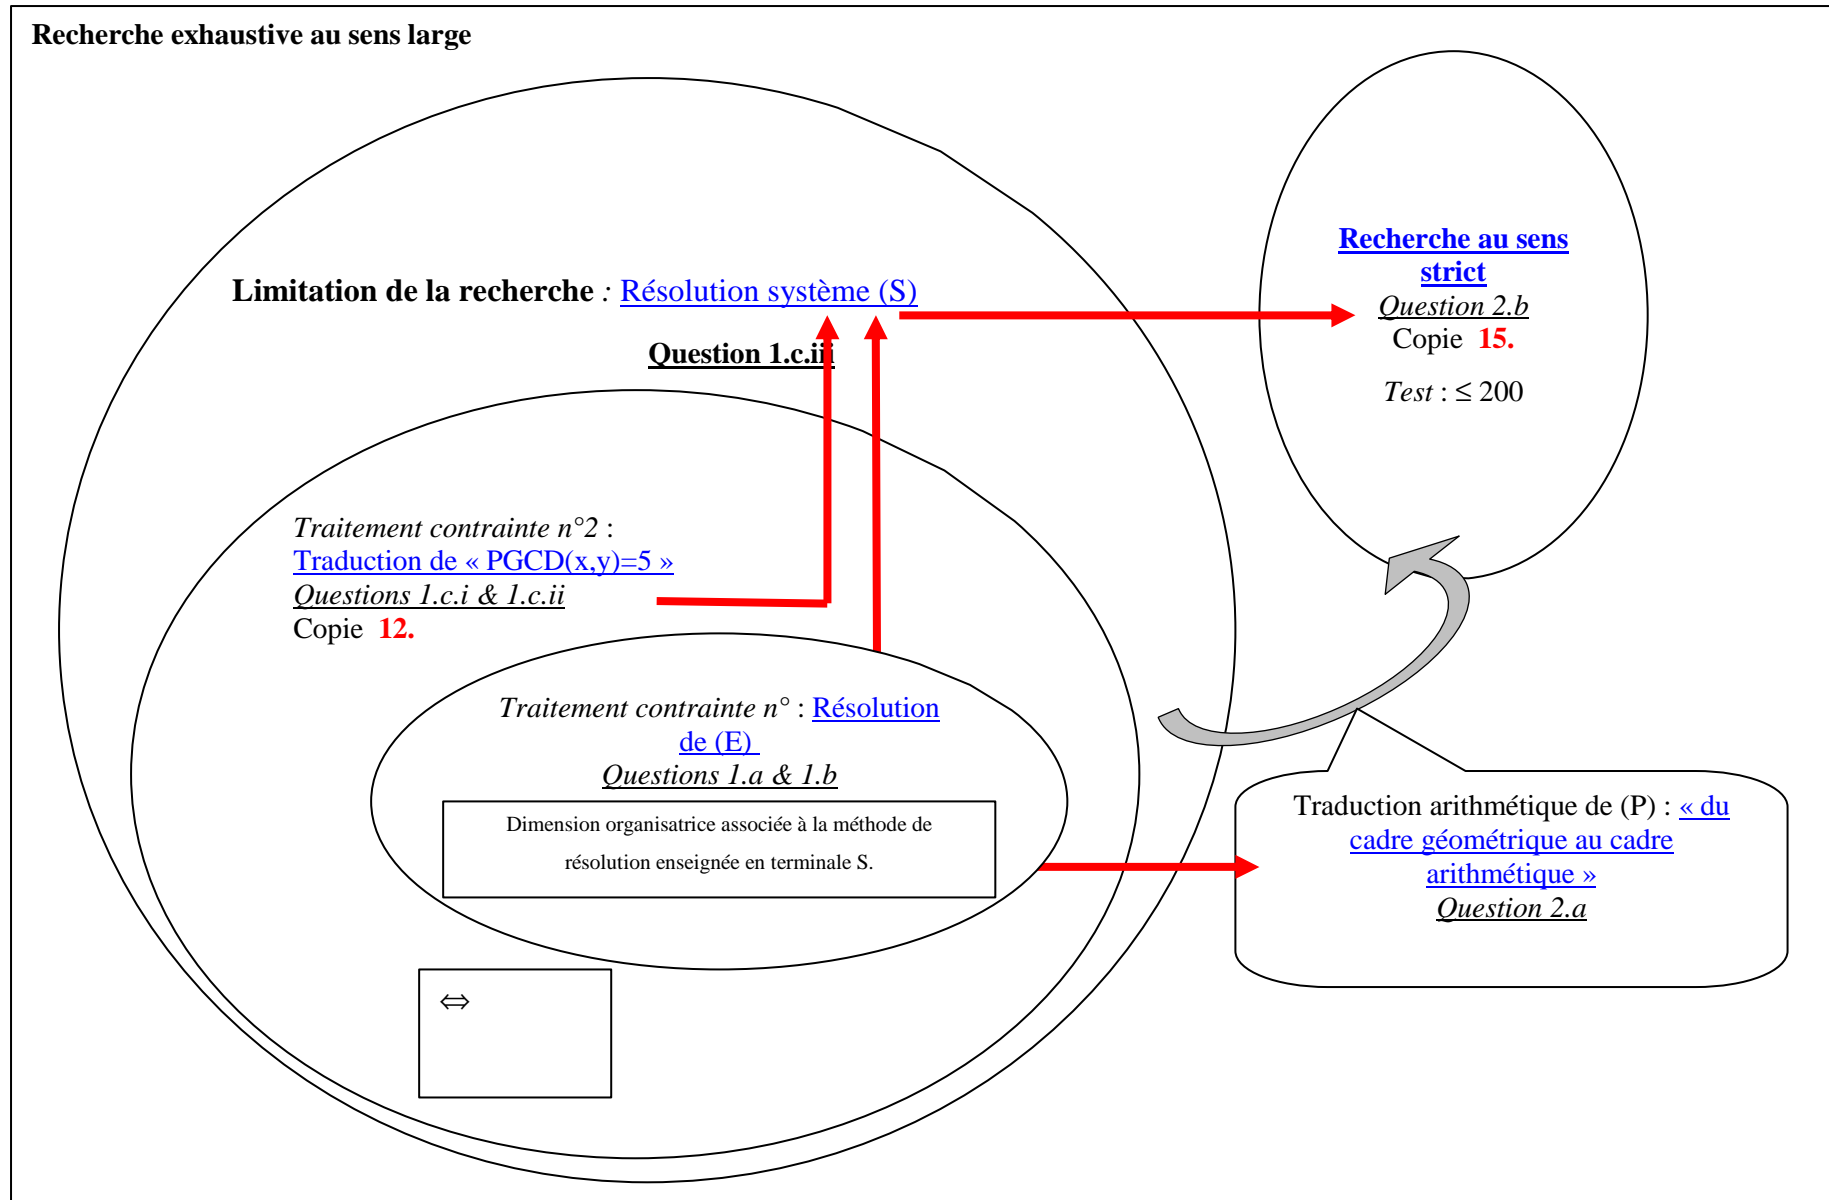 Recherche exhaustive au sens large
Limitation de la recherche : Résolution système (S)
Question 1.c.iii
Traitement contrainte n°2 :
Traduction de « PGCD(x,y)=5 »
Questions 1.c.i & 1.c.ii
Copie 12.
Traitement contrainte n° : Résolution
de (E)
Questions 1.a & 1.b
Dimension organisatrice associée à la méthode de
résolution enseignée en terminale S.
⇔
Recherche au sens
strict
Question 2.b
Copie 15.
Test : ≤ 200
Traduction arithmétique de (P) : « du
cadre géométrique au cadre
arithmétique »
Question 2.a